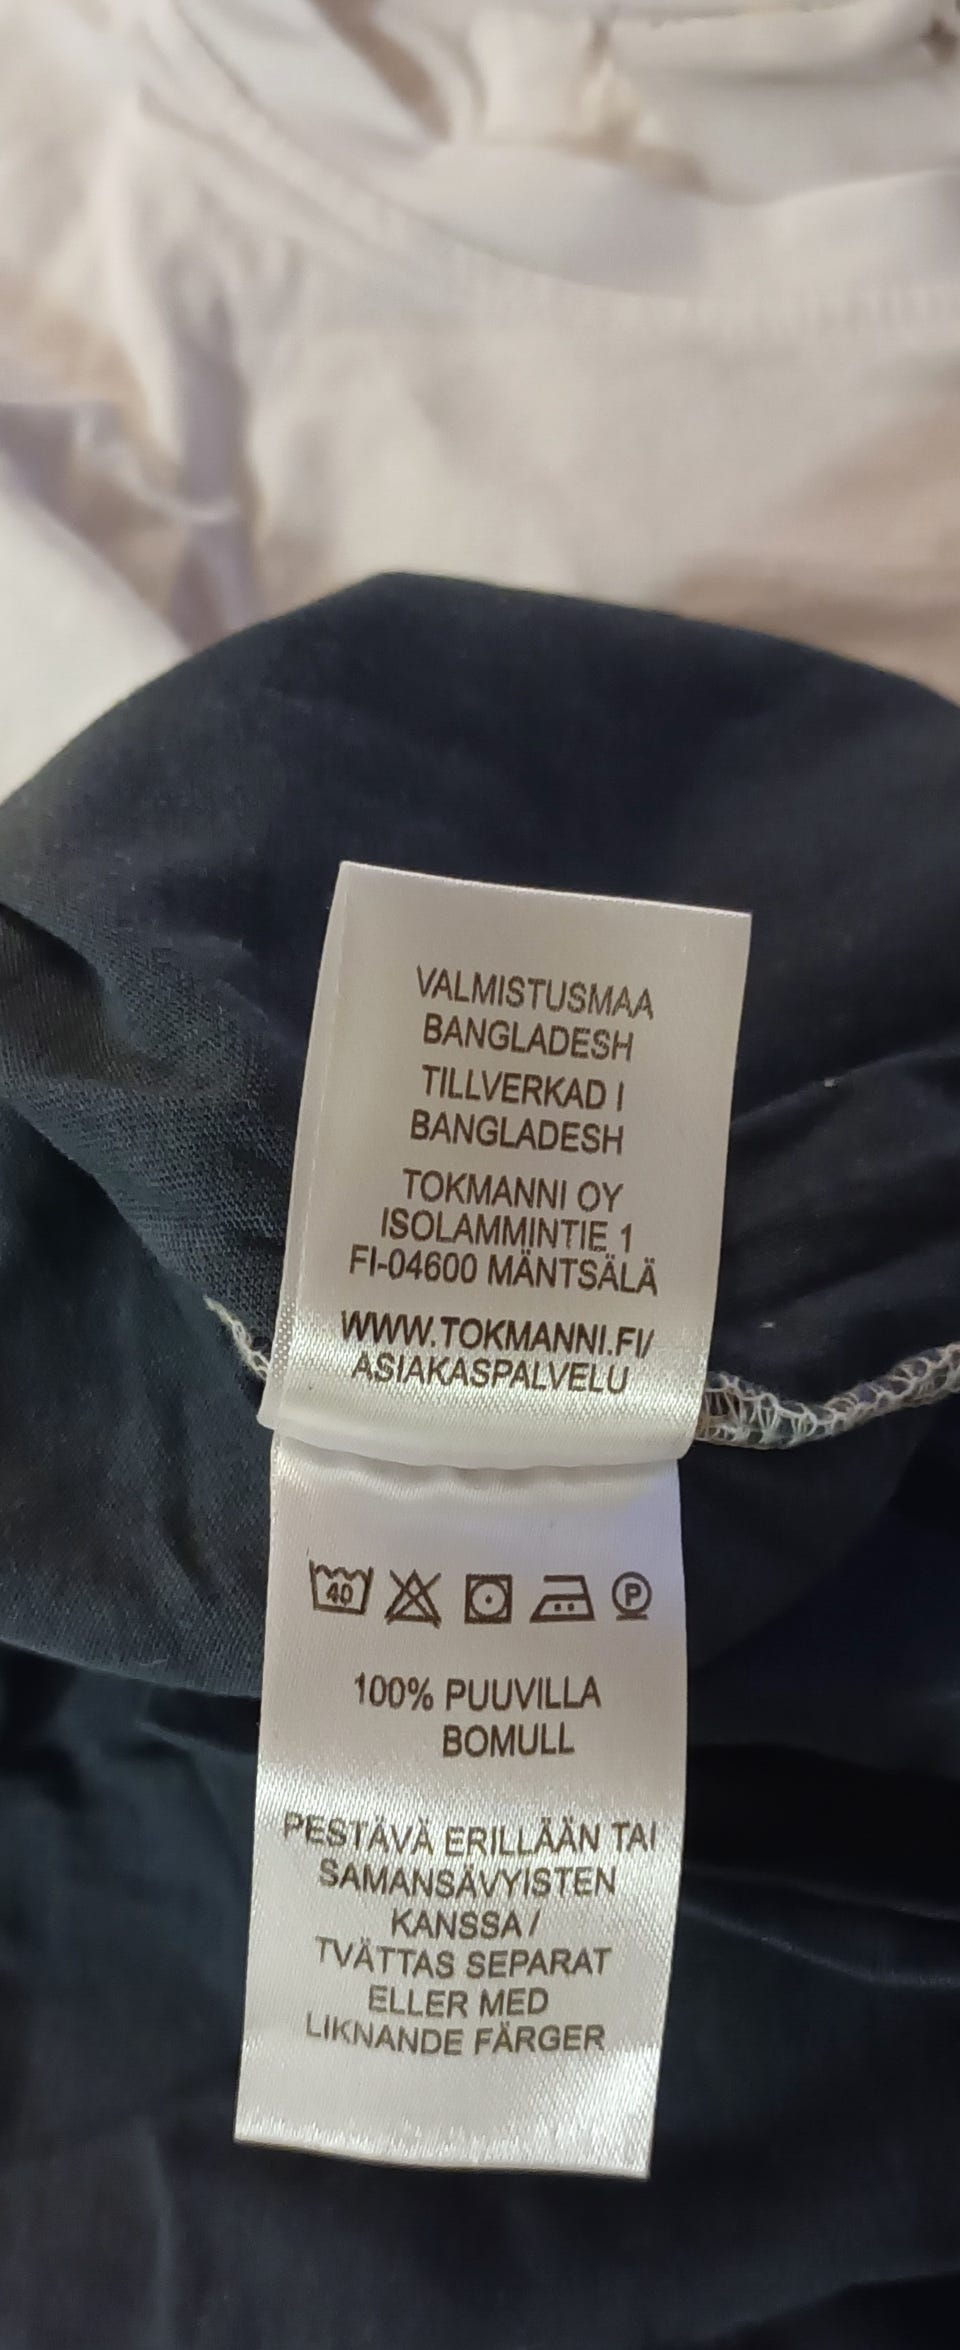 VALMISTUSMAA
BANGLADESH
TILLVERKAD I
BANGLADESH
TOKMANNI OY
ISOLAMMINTIE 1
FI-04600 MÄNTSÄLÄ
WWW.TOKMANNI.FI/
ASIAKASPALVELU
40 P
100% PUUVILLA
BOMULL
PESTÄVÄ ERILLÄÄN TAI
SAMANSÄVYISTEN
KANSSA /
TVÄTTAS SEPARAT
ELLER MED
LIKNANDE FÄRGER